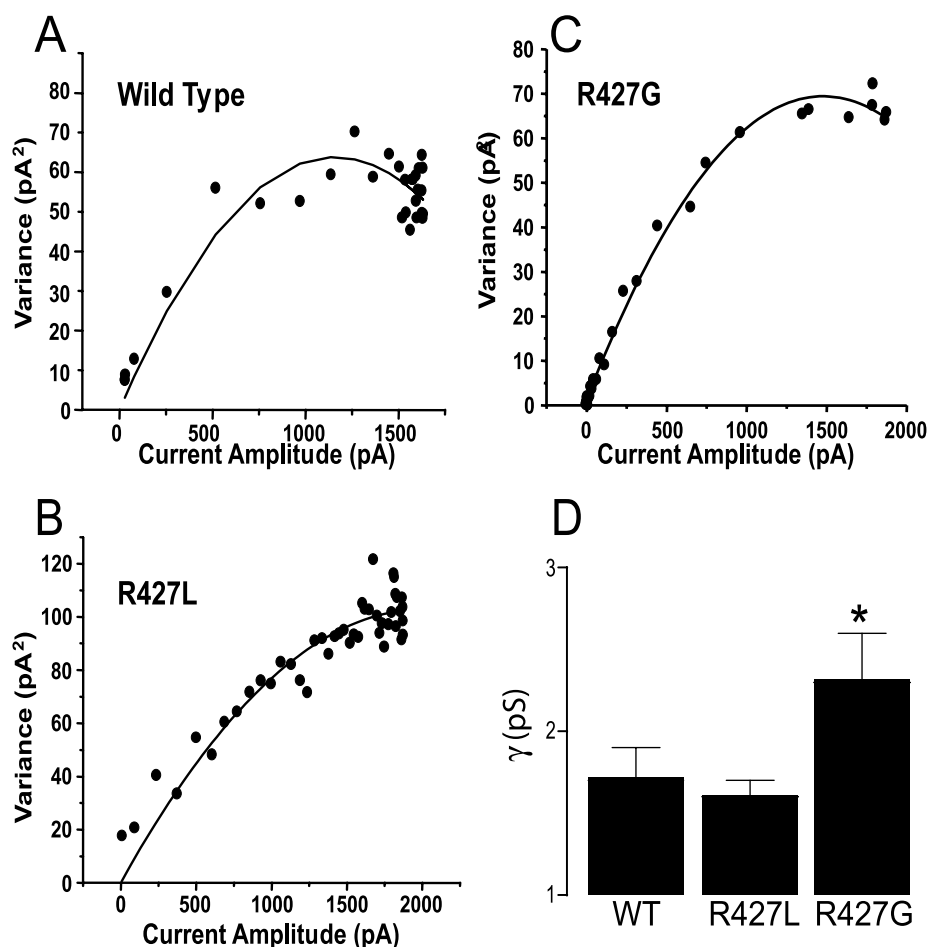 A
Wild Type
Variance (pA2)
80
70
60
50
40
30
20
10
0
0 500 1000 1500
Current Amplitude (pA)
C
R427G
Variance (pA2)
80
70
60
50
40
30
20
10
0
0 500 1000 1500 2000
Current Amplitude (pA)
B
R427L
Variance (pA2)
120
100
80
60
40
20
0
0 500 1000 1500 2000
Current Amplitude (pA)
D
γ (pS)
3
2
1
*
WT R427L R427G